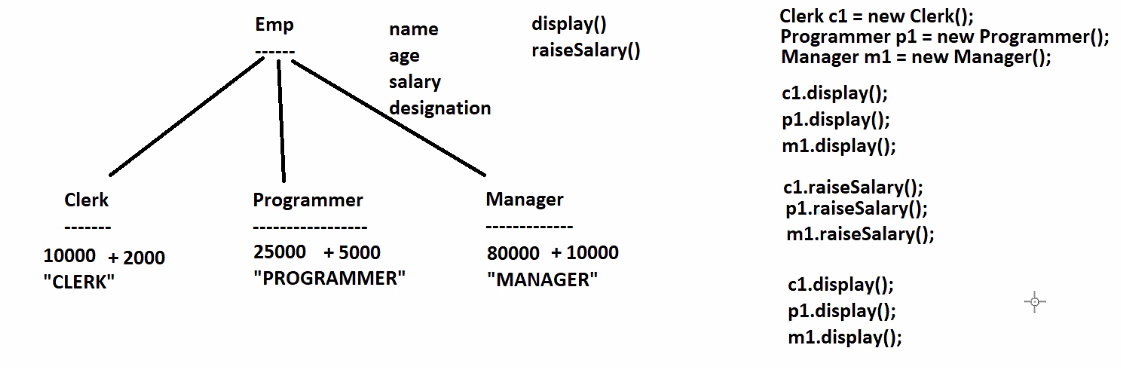 Emp
------
name
age
salary
designation
display()
raiseSalary()
Clerk
-------
10000 + 2000
"CLERK"
Programmer
-----------------
25000 + 5000
"PROGRAMMER"
Manager
-------------
80000 + 10000
"MANAGER"
Clerk c1 = new Clerk();
Programmer p1 = new Programmer();
Manager m1 = new Manager();
c1.display();
p1.display();
m1.display();
c1.raiseSalary();
p1.raiseSalary();
m1.raiseSalary();
c1.display();
p1.display();
m1.display();